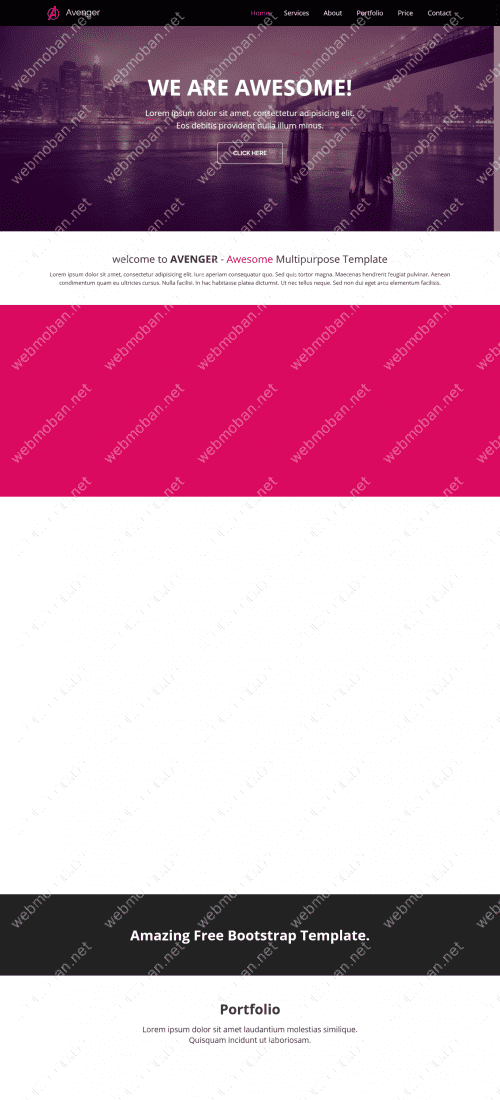 Avenger
Home
Services
About
Portfolio
Price
Contact
WE ARE AWESOME!
Lorem ipsum dolor sit amet, consectetur adipisicing elit.
Eos debitis provident nulla illum minus.
CLICK HERE
welcome to AVENGER - Awesome Multipurpose Template
Lorem ipsum dolor sit amet, consectetur adipisicing elit. Iure aperiam consequatur quo. Sed quis tortor magna. Maecenas hendrerit feugiat pulvinar. Aenean
condimentum quam eu ultricies cursus. Nulla facilisi. In hac habitasse platea dictumst. Ut nec tellus neque. Sed non dui eget arcu elementum facilisis.
Amazing Free Bootstrap Template.
Portfolio
Lorem ipsum dolor sit amet laudantium molestias similique.
Quisquam incidunt ut laboriosam.
webmoban.net